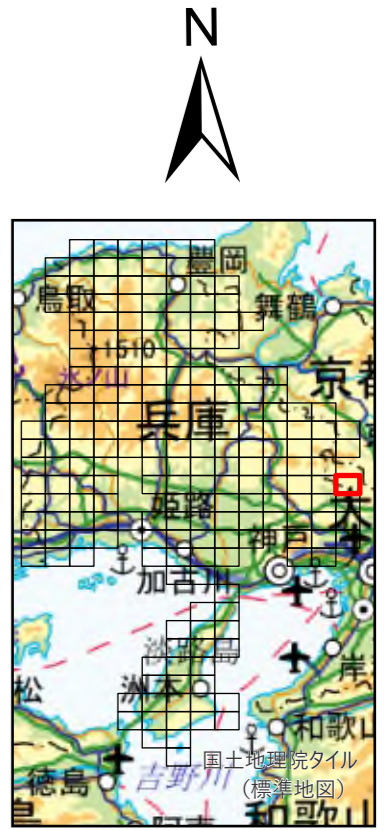 N
豊岡
鳥取
舞鶴
1510
氷ノ山
京都
兵庫
大
姫路
神戸
加古川
淡路島
岸
松
洲本
和歌山
国土地理院タイル
徳島
吉野川
(標準地図)
和歌山